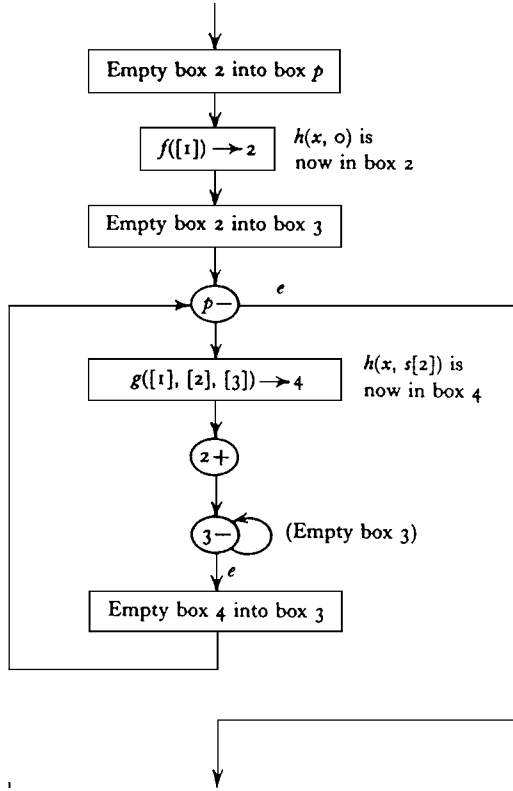 Empty box 2 into box p
f([1]) → 2
h(x, 0) is
now in box 2
Empty box 2 into box 3
p−
e
g([1], [2], [3]) → 4
h(x, s[2]) is
now in box 4
2+
3−
(Empty box 3)
e
Empty box 4 into box 3